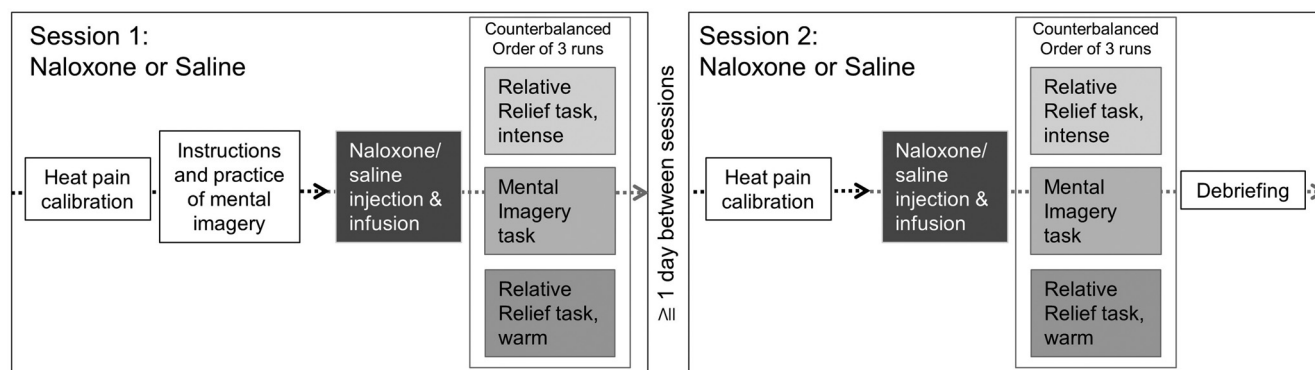 Session 1:
Naloxone or Saline
Heat pain
calibration
Instructions
and practice
of mental
imagery
Naloxone/
saline
injection &
infusion
Counterbalanced
Order of 3 runs
Relative
Relief task,
intense
Mental
Imagery
task
Relative
Relief task,
warm
≥ 1 day between sessions
Session 2:
Naloxone or Saline
Heat pain
calibration
Naloxone/
saline
injection &
infusion
Counterbalanced
Order of 3 runs
Relative
Relief task,
intense
Mental
Imagery
task
Relative
Relief task,
warm
Debriefing